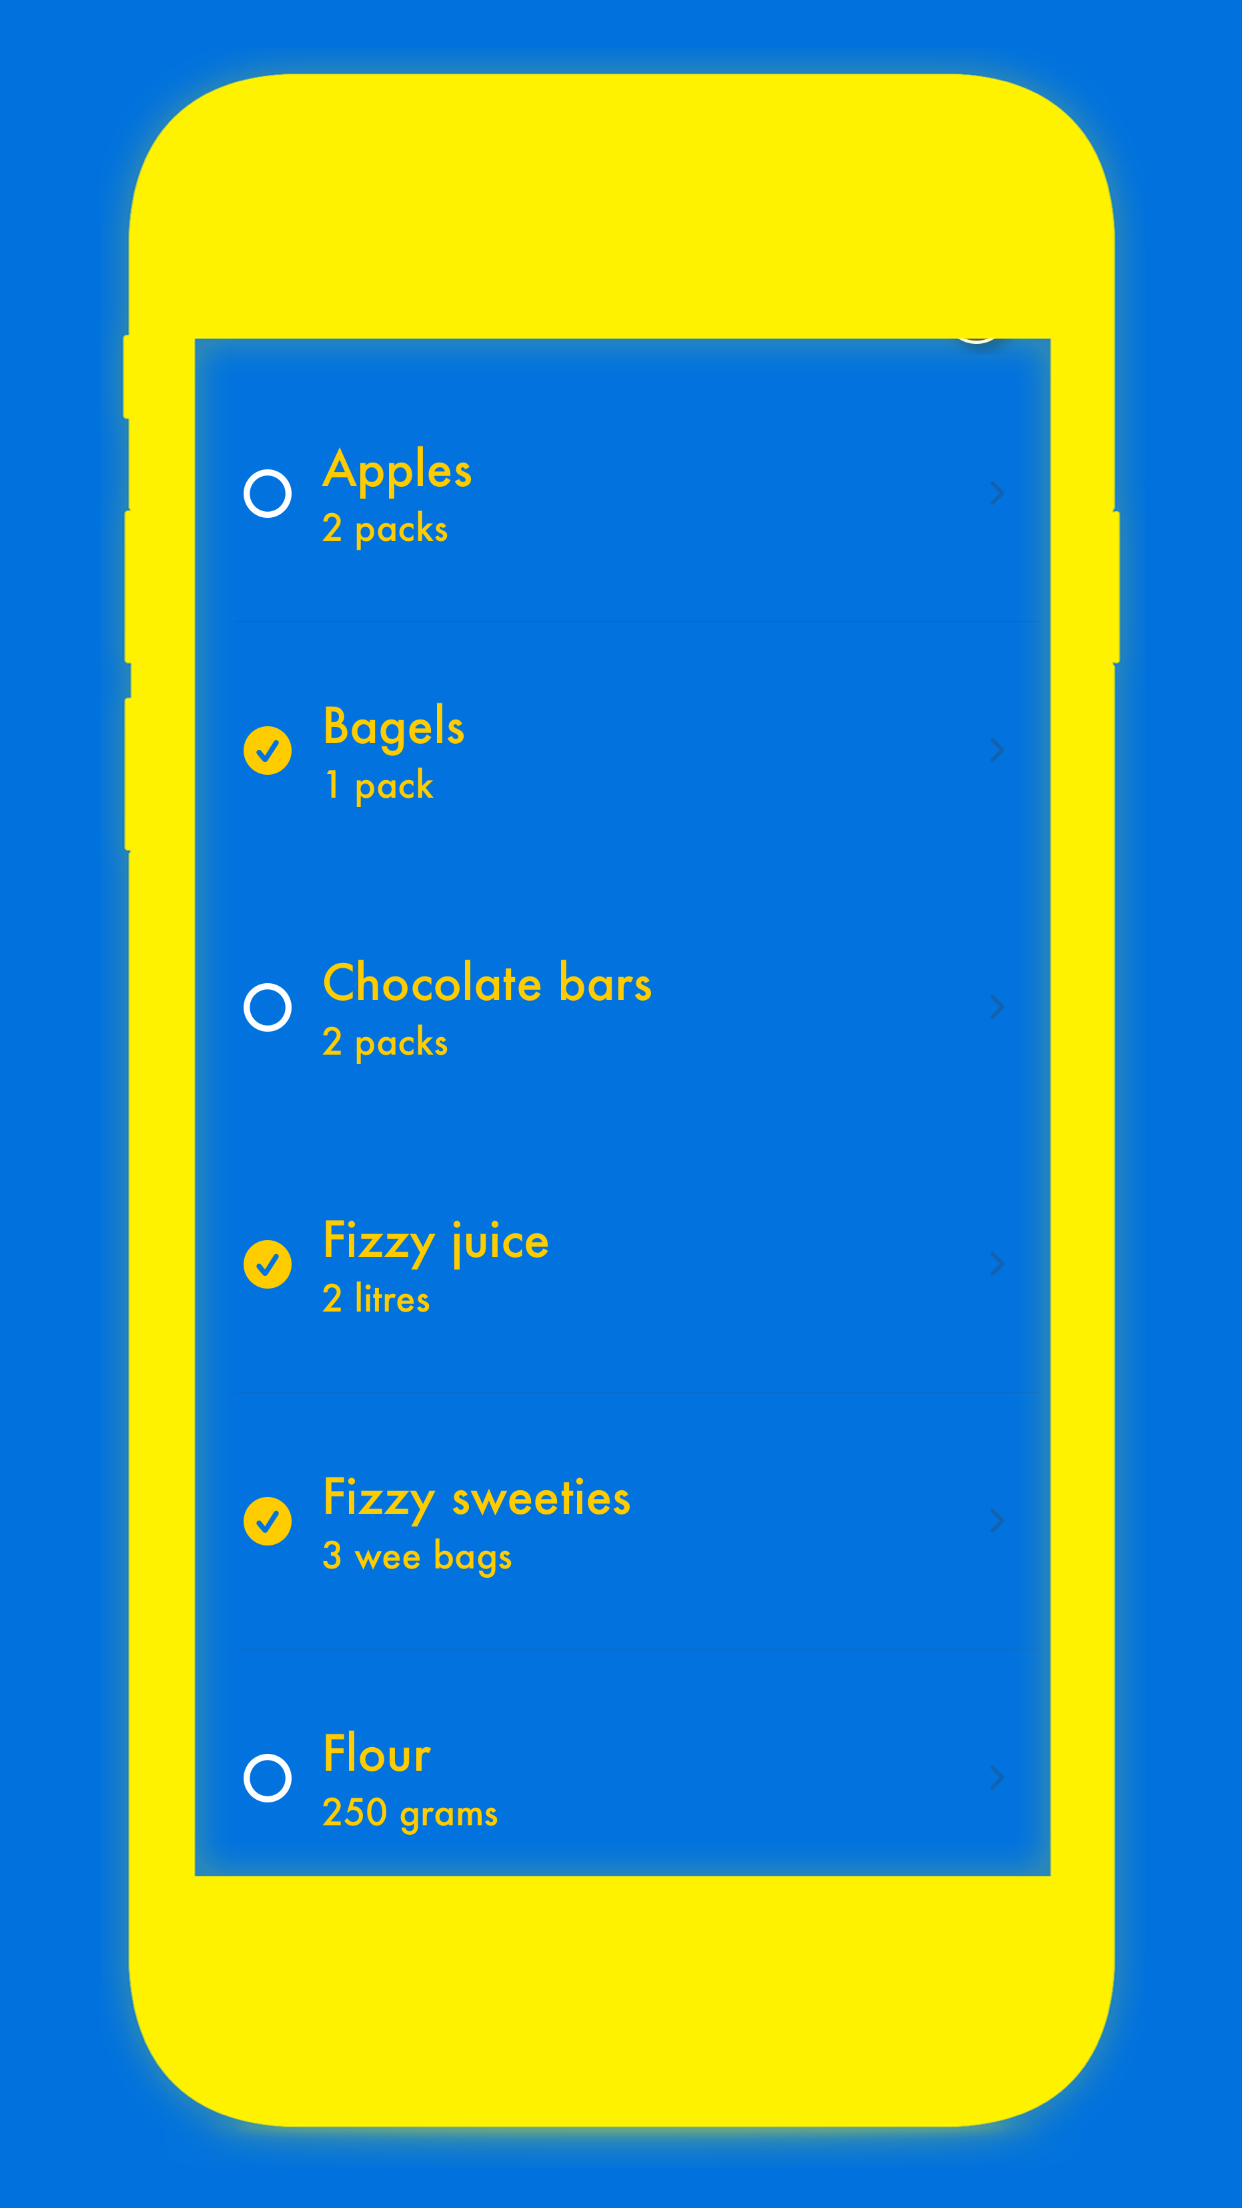 Apples
2 packs
Bagels
1 pack
Chocolate bars
2 packs
Fizzy juice
2 litres
Fizzy sweeties
3 wee bags
Flour
250 grams